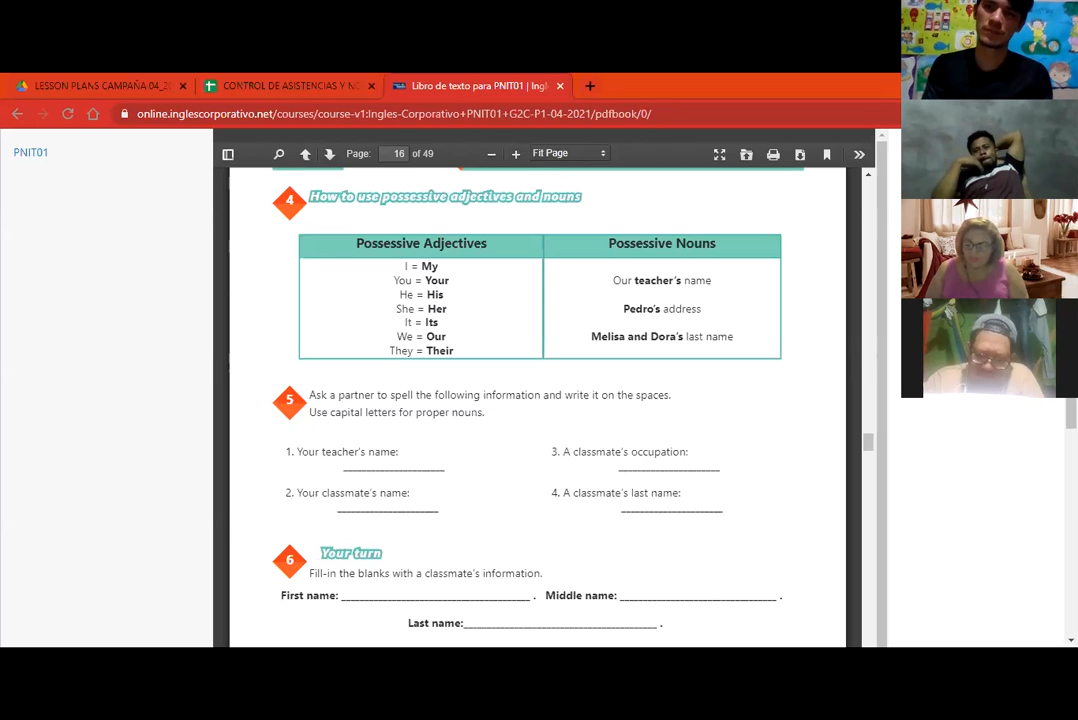 LESSON PLANS CAMPAÑA 04_2
CONTROL DE ASISTENCIAS Y NO
Libro de texto para PNIT01 | Ingl
online.inglescorporativo.net/courses/course-v1:Ingles-Corporativo+PNIT01+G2C-P1-04-2021/pdfbook/0/
PNIT01
Page: 16 of 49
Fit Page
4 How to use possessive adjectives and nouns
Possessive Adjectives
Possessive Nouns
I = My
You = Your
He = His
She = Her
It = Its
We = Our
They = Their
Our teacher's name
Pedro's address
Melisa and Dora's last name
5 Ask a partner to spell the following information and write it on the spaces.
Use capital letters for proper nouns.
1. Your teacher's name:
3. A classmate's occupation:
2. Your classmate's name:
4. A classmate's last name:
6 Your turn
Fill-in the blanks with a classmate's information.
First name: ________________________________ . Middle name: ___________________________ .
Last name:_________________________________ .